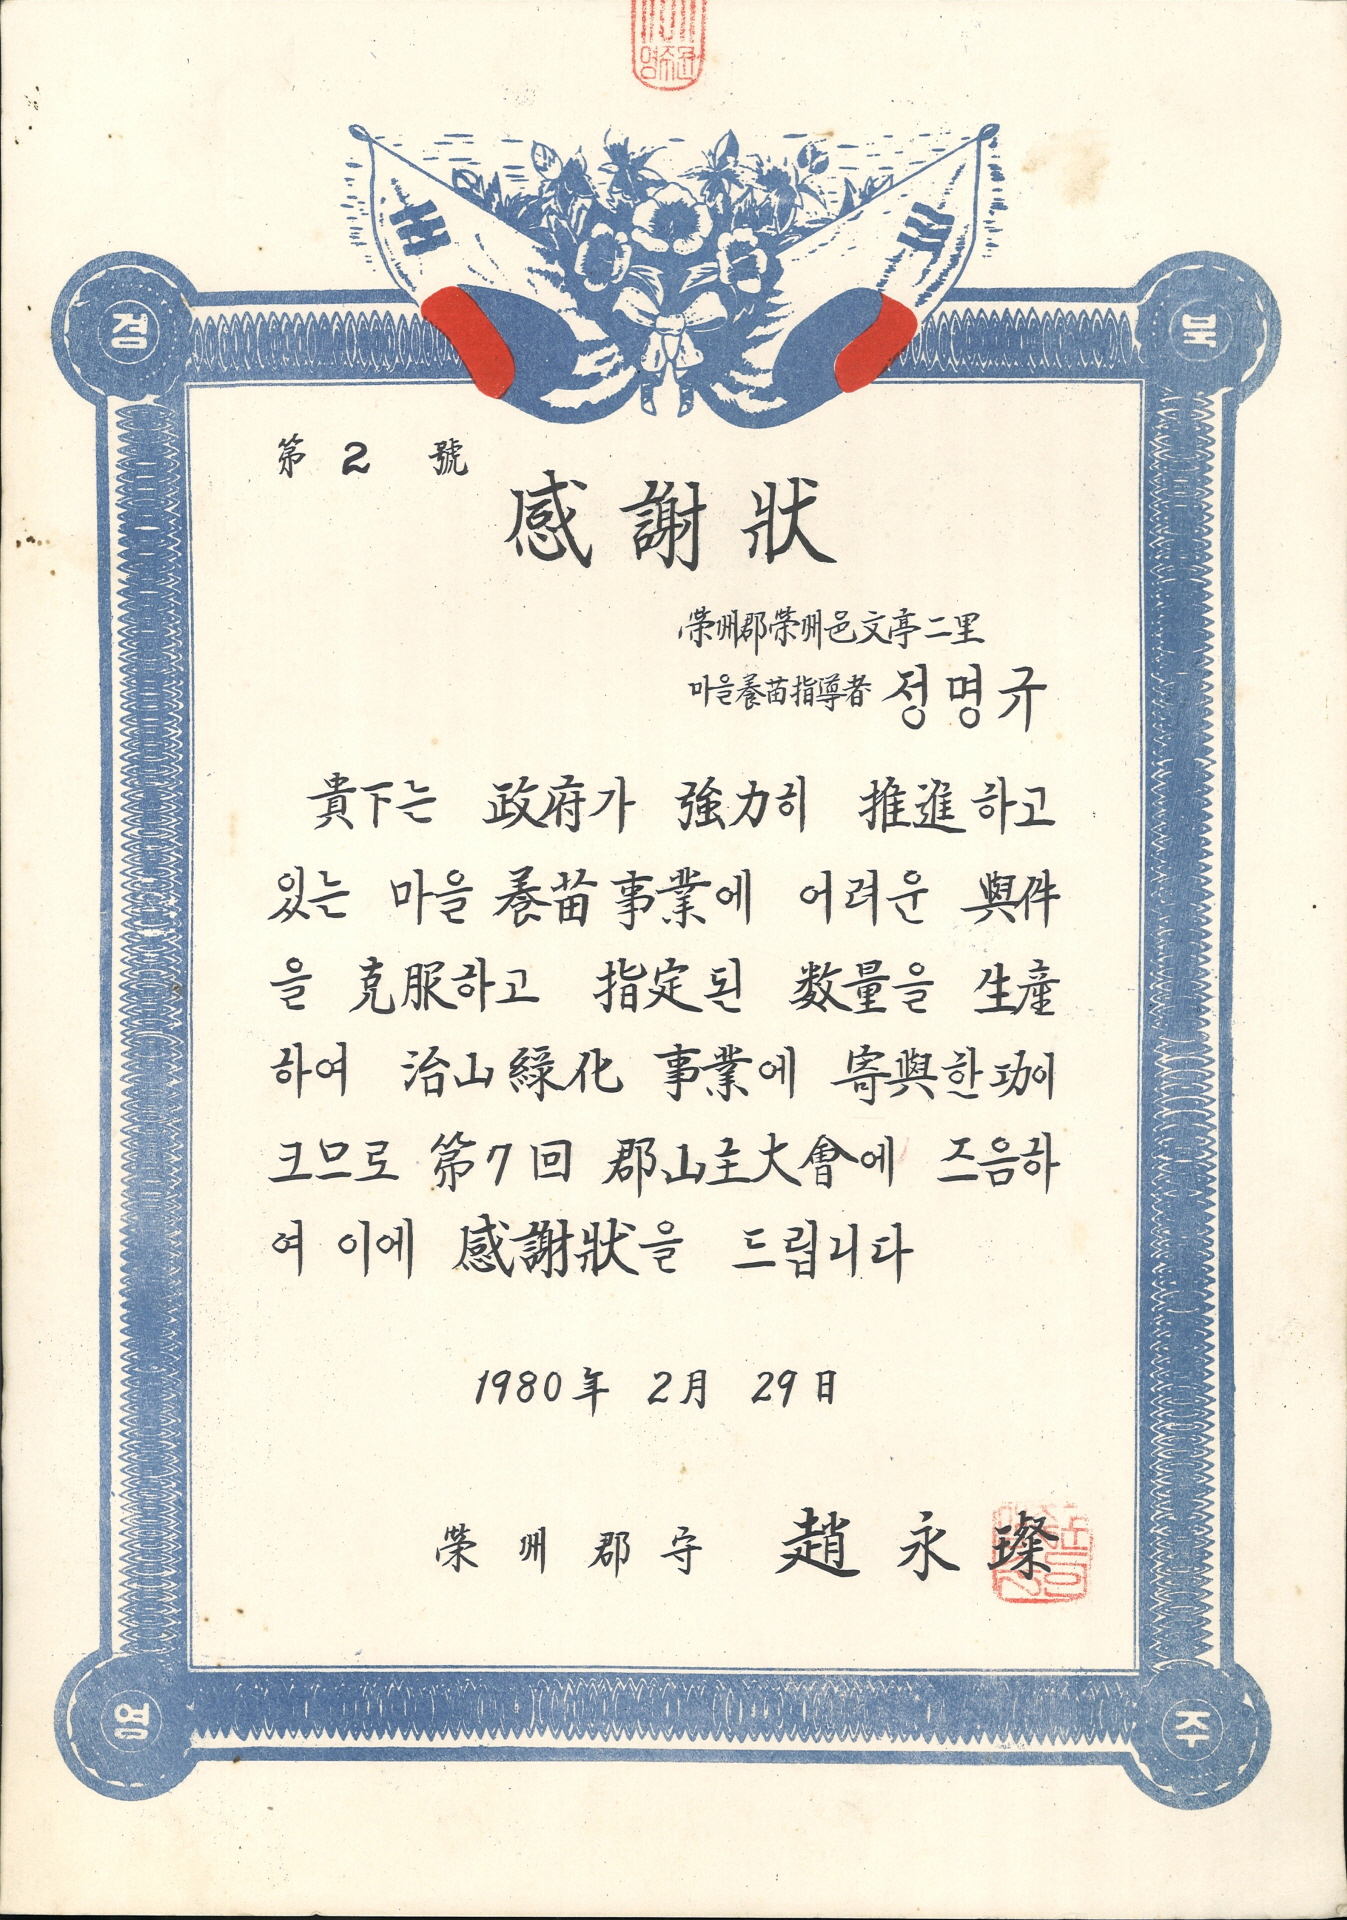 영주군
경
북
第 2 號
感謝狀
榮州郡榮州邑文亭二里
마을養苗指導者 정명규
貴下는 政府가 強力히 推進하고
있는 마을 養苗事業에 어려운 與件
을 克服하고 指定된 数量을 生産
하여 治山綠化 事業에 寄與한 功이
크므로 第7回 郡山主大會에 즈음하
여 이에 感謝狀을 드립니다
1980年 2月 29日
榮州郡守 趙永璨
영
주